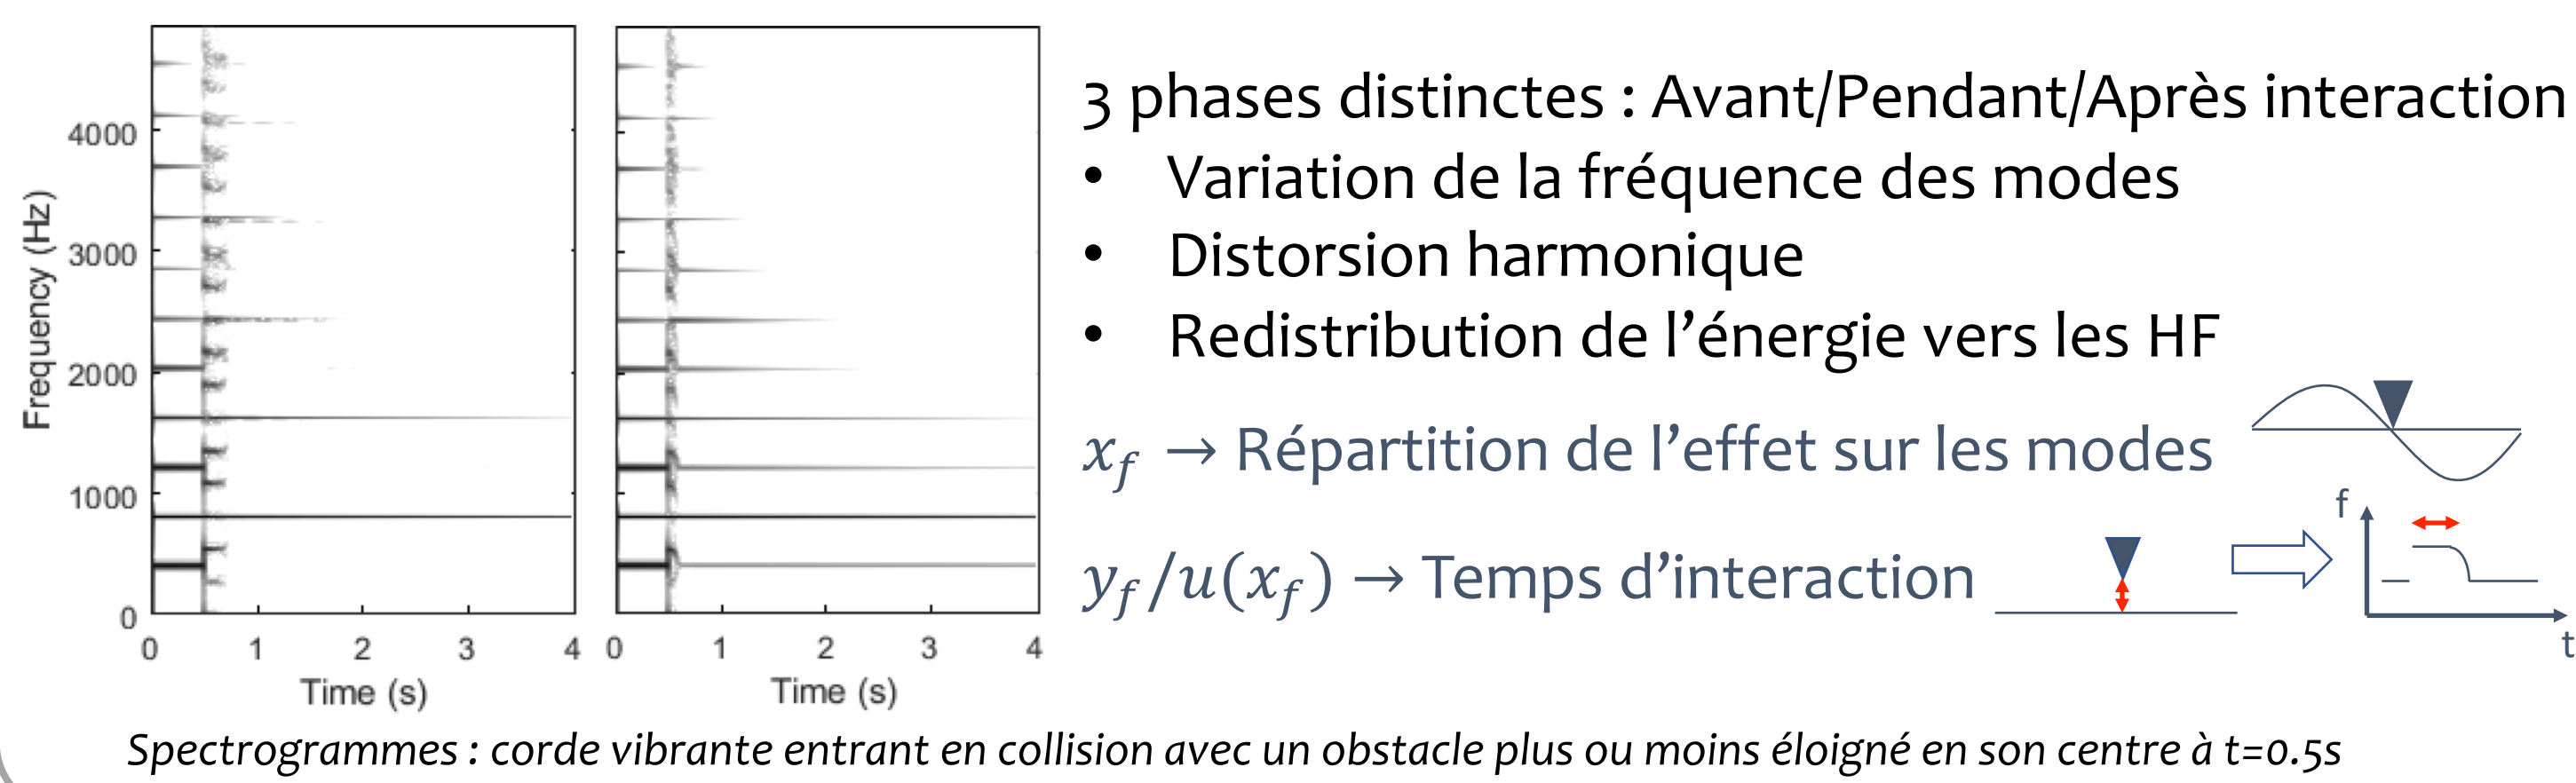 3 phases distinctes : Avant/Pendant/Après interaction
• Variation de la fréquence des modes
• Distorsion harmonique
• Redistribution de l’énergie vers les HF
x_f → Répartition de l’effet sur les modes
y_f/u(x_f) → Temps d’interaction
f
t
Frequency (Hz)
4000
3000
2000
1000
0
0 1 2 3 4
Time (s)
0 1 2 3 4
Time (s)
Spectrogrammes : corde vibrante entrant en collision avec un obstacle plus ou moins éloigné en son centre à t=0.5s